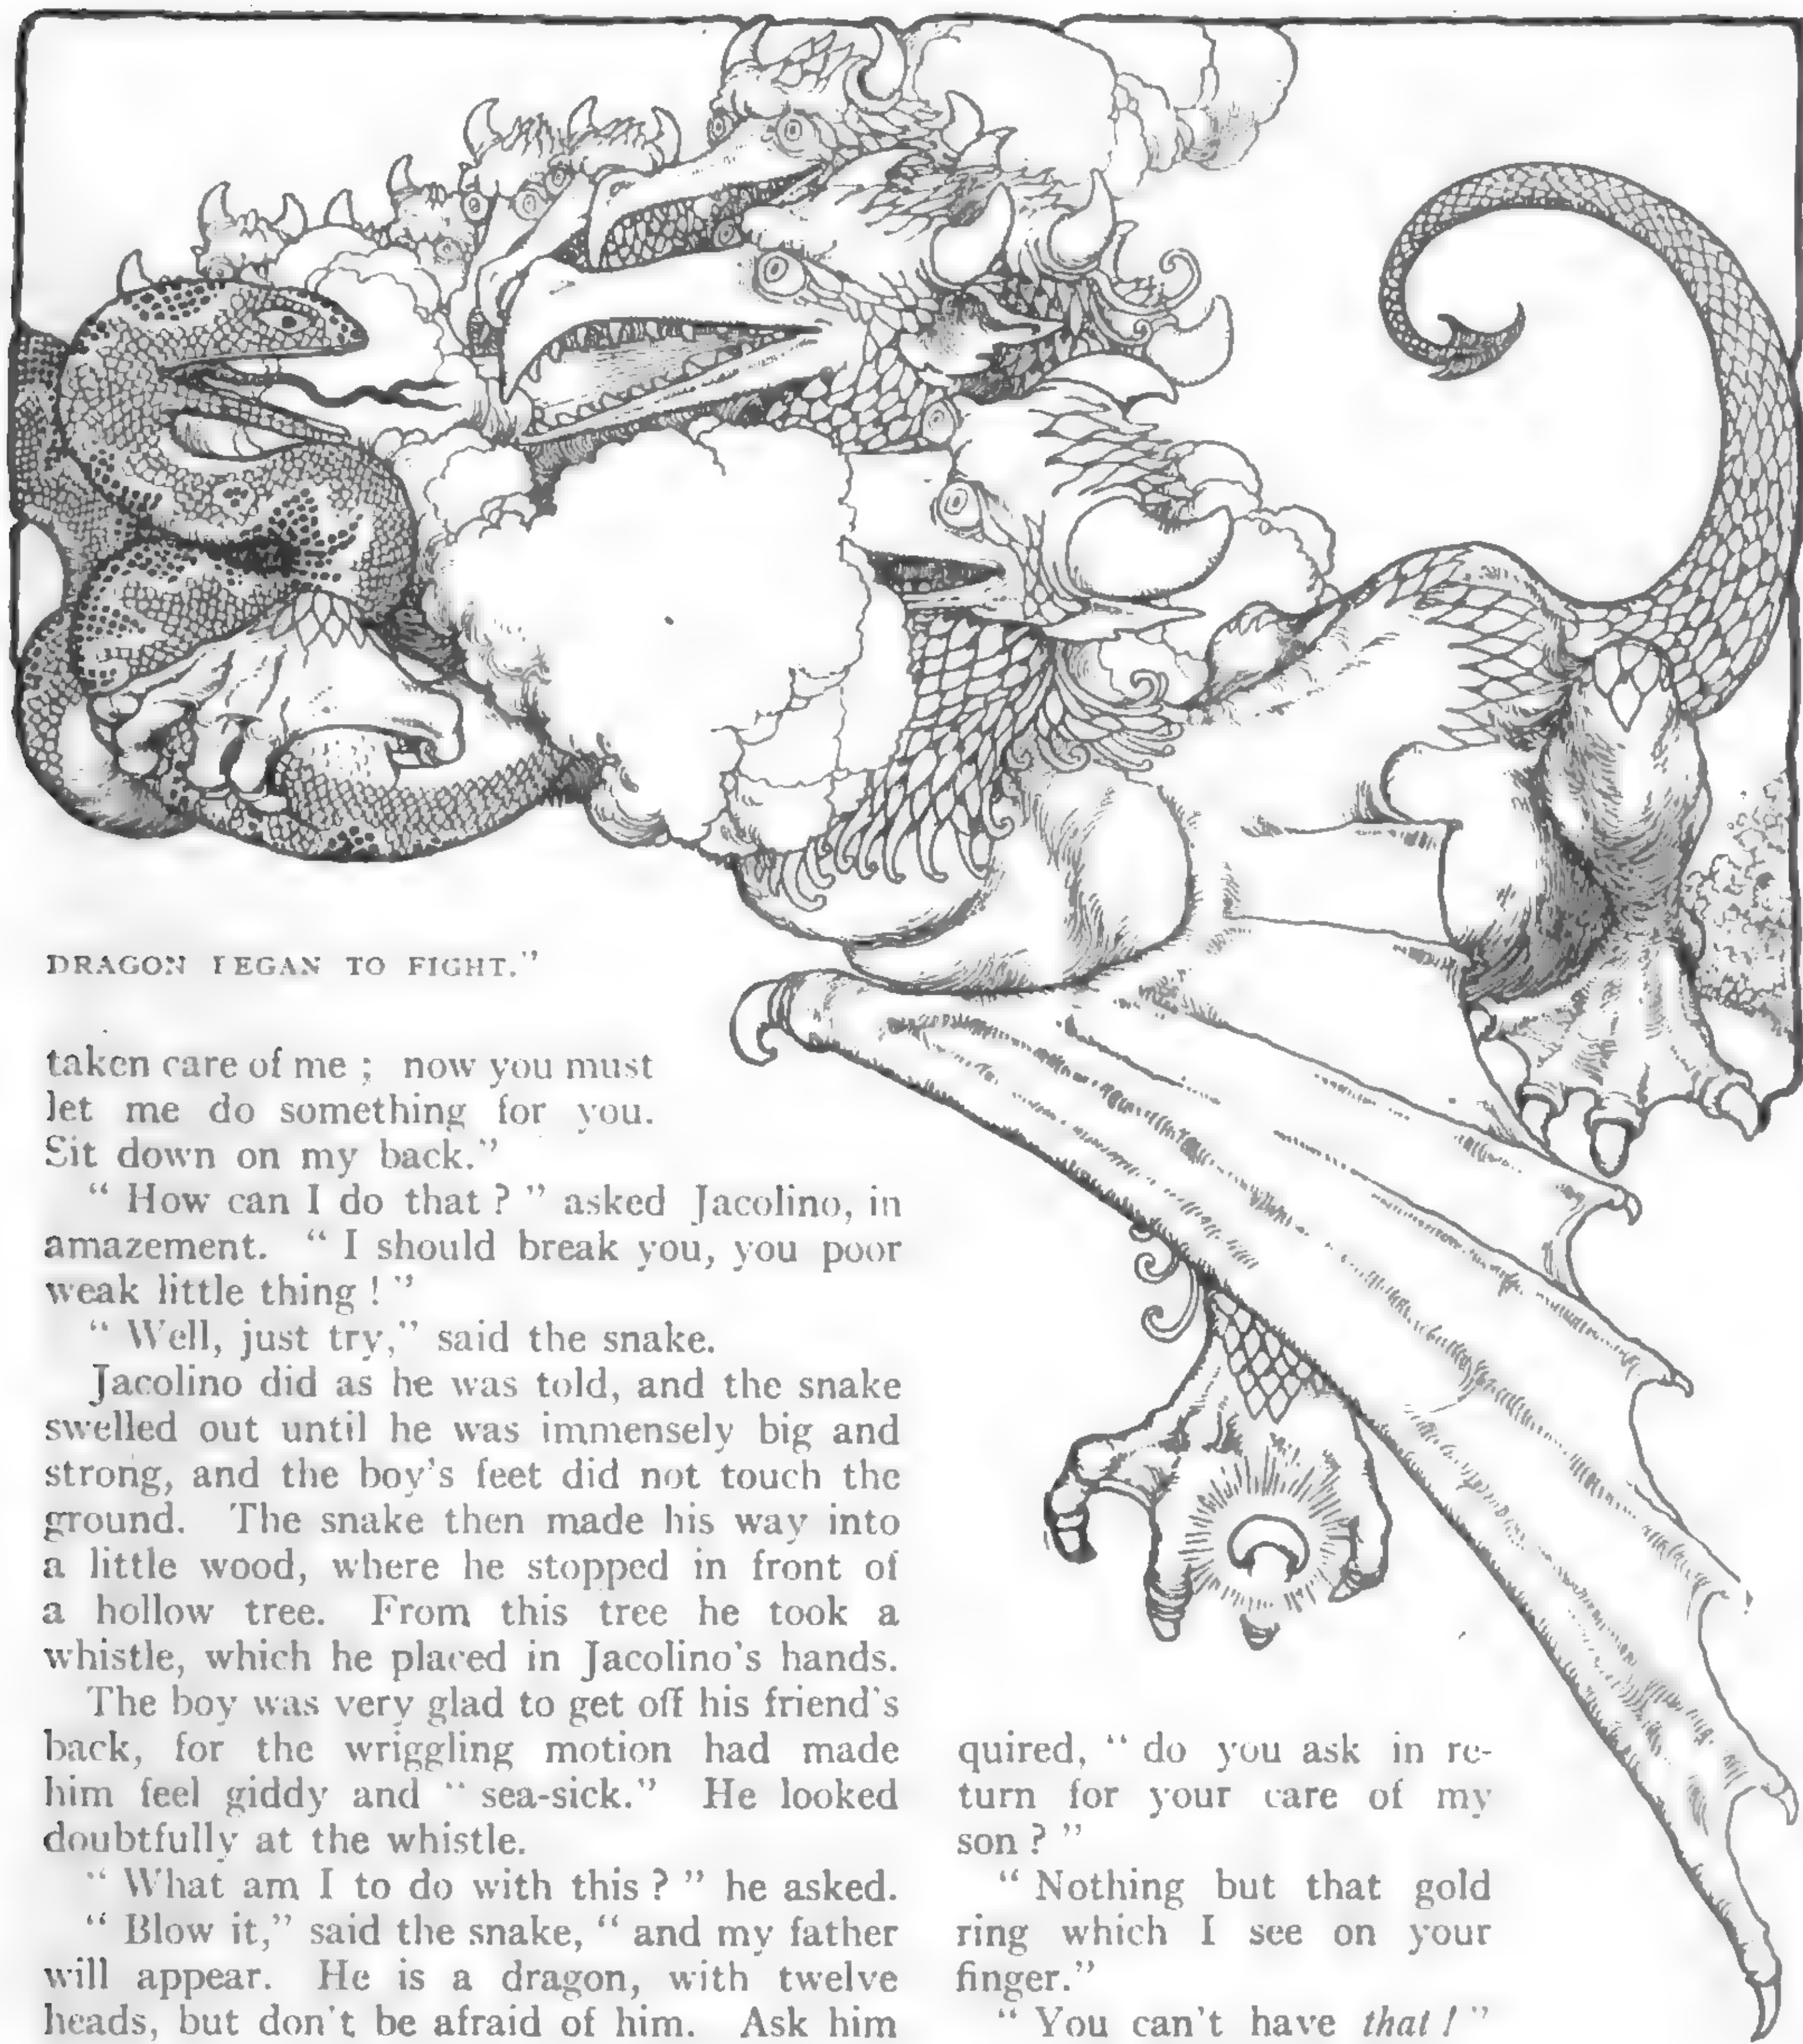 DRAGON BEGAN TO FIGHT.”
taken care of me ; now you must
let me do something for you.
Sit down on my back.”
“ How can I do that ? ” asked Jacolino, in
amazement. “ I should break you, you poor
weak little thing ! ”
“ Well, just try,” said the snake.
Jacolino did as he was told, and the snake
swelled out until he was immensely big and
strong, and the boy’s feet did not touch the
ground. The snake then made his way into
a little wood, where he stopped in front of
a hollow tree. From this tree he took a
whistle, which he placed in Jacolino’s hands.
The boy was very glad to get off his friend’s
back, for the wriggling motion had made
him feel giddy and “ sea-sick.” He looked
doubtfully at the whistle.
“ What am I to do with this ? ” he asked.
“ Blow it,” said the snake, “ and my father
will appear. He is a dragon, with twelve
heads, but don’t be afraid of him. Ask him
quired, “ do you ask in re-
turn for your care of my
son ? ”
“ Nothing but that gold
ring which I see on your
finger.”
“ You can’t have that ! ”